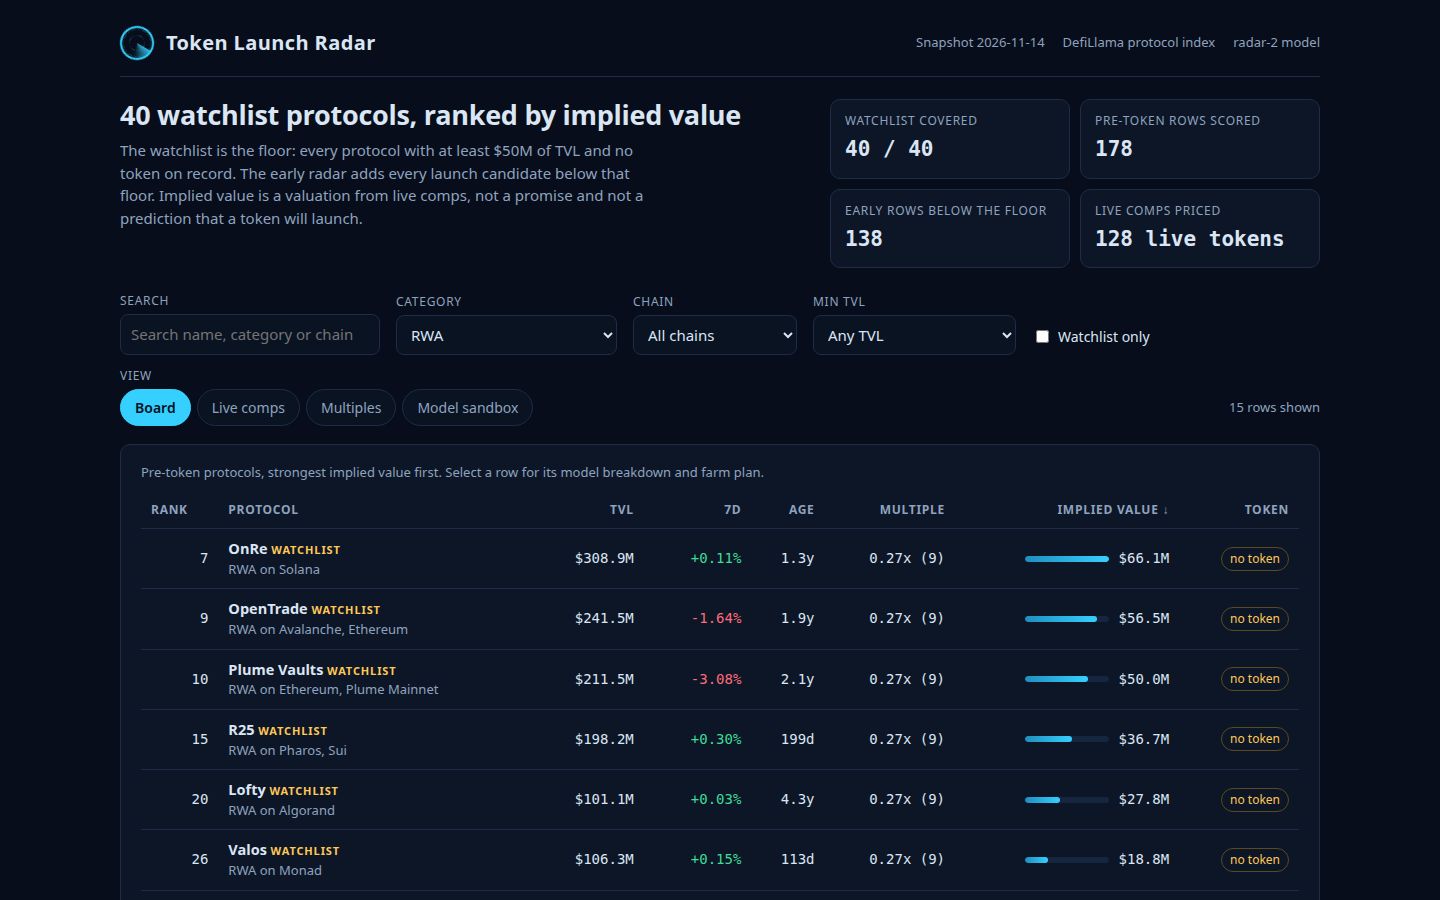 Token Launch Radar
Snapshot 2026-11-14 DefiLlama protocol index radar-2 model
40 watchlist protocols, ranked by implied value
The watchlist is the floor: every protocol with at least $50M of TVL and no
token on record. The early radar adds every launch candidate below that
floor. Implied value is a valuation from live comps, not a promise and not a
prediction that a token will launch.
WATCHLIST COVERED
40 / 40
PRE-TOKEN ROWS SCORED
178
EARLY ROWS BELOW THE FLOOR
138
LIVE COMPS PRICED
128 live tokens
SEARCH CATEGORY CHAIN MIN TVL
Search name, category or chain RWA All chains Any TVL Watchlist only
VIEW
Board Live comps Multiples Model sandbox 15 rows shown
Pre-token protocols, strongest implied value first. Select a row for its model breakdown and farm plan.
RANK PROTOCOL TVL 7D AGE MULTIPLE IMPLIED VALUE ↓ TOKEN
7 OnRe WATCHLIST $308.9M +0.11% 1.3y 0.27x (9) $66.1M no token
RWA on Solana
9 OpenTrade WATCHLIST $241.5M -1.64% 1.9y 0.27x (9) $56.5M no token
RWA on Avalanche, Ethereum
10 Plume Vaults WATCHLIST $211.5M -3.08% 2.1y 0.27x (9) $50.0M no token
RWA on Ethereum, Plume Mainnet
15 R25 WATCHLIST $198.2M +0.30% 199d 0.27x (9) $36.7M no token
RWA on Pharos, Sui
20 Lofty WATCHLIST $101.1M +0.03% 4.3y 0.27x (9) $27.8M no token
RWA on Algorand
26 Valos WATCHLIST $106.3M +0.15% 113d 0.27x (9) $18.8M no token
RWA on Monad